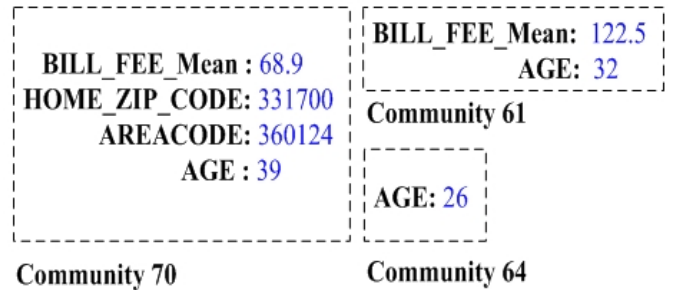 BILL_FEE_Mean : 68.9
HOME_ZIP_CODE: 331700
AREACODE: 360124
AGE : 39
Community 70
BILL_FEE_Mean: 122.5
AGE: 32
Community 61
AGE: 26
Community 64